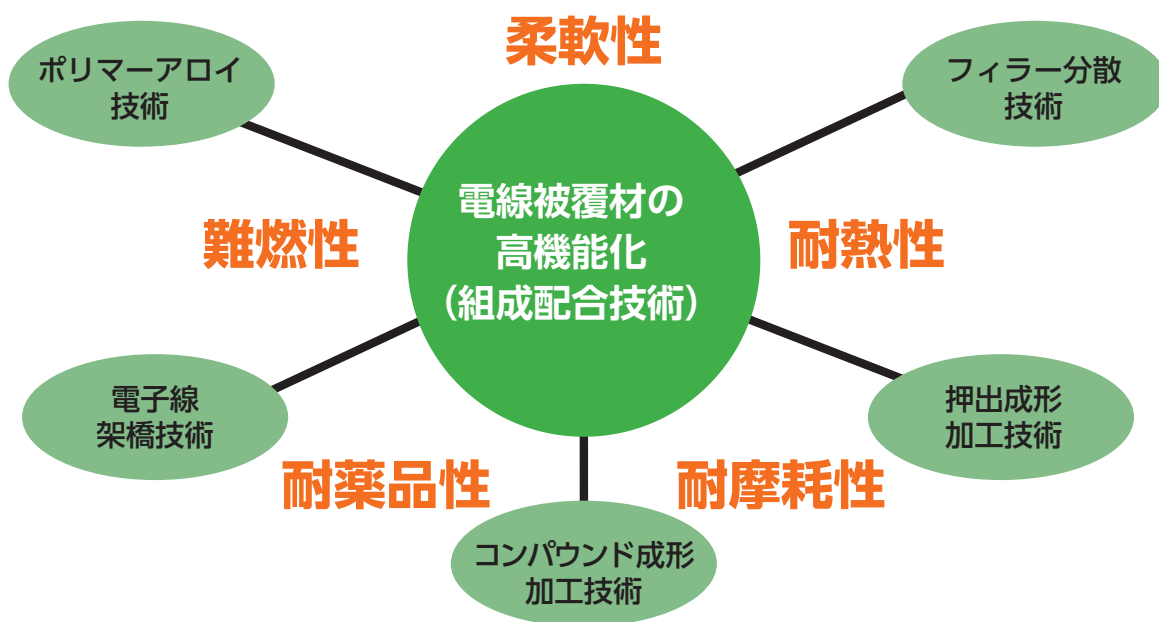 柔軟性
ポリマーアロイ
技術
フィラー分散
技術
電線被覆材の
高機能化
（組成配合技術）
難燃性
耐熱性
電子線
架橋技術
押出成形
加工技術
耐薬品性
耐摩耗性
コンパウンド成形
加工技術